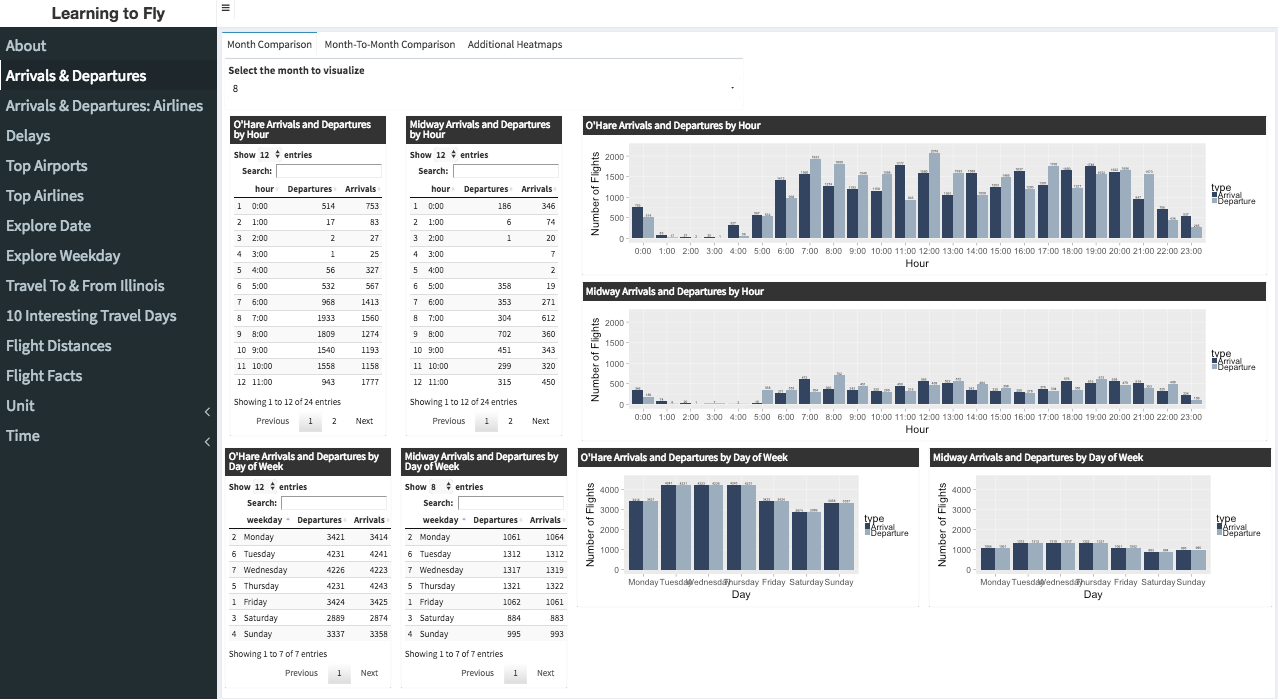 Learning to Fly
About
Arrivals & Departures
Arrivals & Departures: Airlines
Delays
Top Airports
Top Airlines
Explore Date
Explore Weekday
Travel To & From Illinois
10 Interesting Travel Days
Flight Distances
Flight Facts
Unit
Time
Month Comparison Month-To-Month Comparison Additional Heatmaps
Select the month to visualize
8
O'Hare Arrivals and Departures
by Hour
Show 12 entries
Search:
hour Departures Arrivals
1 0:00 514 753
2 1:00 17 83
3 2:00 2 27
4 3:00 1 25
5 4:00 56 327
6 5:00 532 567
7 6:00 968 1413
8 7:00 1933 1560
9 8:00 1809 1274
10 9:00 1540 1193
11 10:00 1558 1158
12 11:00 943 1777
Showing 1 to 12 of 24 entries
Previous 1 2 Next
Midway Arrivals and Departures
by Hour
Show 12 entries
Search:
hour Departures Arrivals
1 0:00 186 346
2 1:00 6 74
3 2:00 1 20
4 3:00 7
5 4:00 2
6 5:00 358 19
7 6:00 353 271
8 7:00 304 612
9 8:00 702 360
10 9:00 451 343
11 10:00 299 320
12 11:00 315 450
Showing 1 to 12 of 24 entries
Previous 1 2 Next
O'Hare Arrivals and Departures by Hour
Number of Flights
2000
1500
1000
500
0
0:00 1:00 2:00 3:00 4:00 5:00 6:00 7:00 8:00 9:00 10:00 11:00 12:00 13:00 14:00 15:00 16:00 17:00 18:00 19:00 20:00 21:00 22:00 23:00
Hour
type
Arrival
Departure
Midway Arrivals and Departures by Hour
Number of Flights
2000
1500
1000
500
0
0:00 1:00 2:00 3:00 4:00 5:00 6:00 7:00 8:00 9:00 10:00 11:00 12:00 13:00 14:00 15:00 16:00 17:00 18:00 19:00 20:00 21:00 22:00 23:00
Hour
type
Arrival
Departure
O'Hare Arrivals and Departures by
Day of Week
Show 12 entries
Search:
weekday Departures Arrivals
2 Monday 3421 3414
6 Tuesday 4231 4241
7 Wednesday 4226 4223
5 Thursday 4231 4243
1 Friday 3424 3425
3 Saturday 2889 2874
4 Sunday 3337 3358
Showing 1 to 7 of 7 entries
Previous 1 Next
Midway Arrivals and Departures by
Day of Week
Show 8 entries
Search:
weekday Departures Arrivals
2 Monday 1061 1064
6 Tuesday 1312 1312
7 Wednesday 1317 1319
5 Thursday 1321 1322
1 Friday 1062 1061
3 Saturday 884 883
4 Sunday 995 993
Showing 1 to 7 of 7 entries
Previous 1 Next
O'Hare Arrivals and Departures by Day of Week
Number of Flights
4000
3000
2000
1000
0
Monday Tuesday Wednesday Thursday Friday Saturday Sunday
Day
type
Arrival
Departure
Midway Arrivals and Departures by Day of Week
Number of Flights
4000
3000
2000
1000
0
Monday Tuesday Wednesday Thursday Friday Saturday Sunday
Day
type
Arrival
Departure